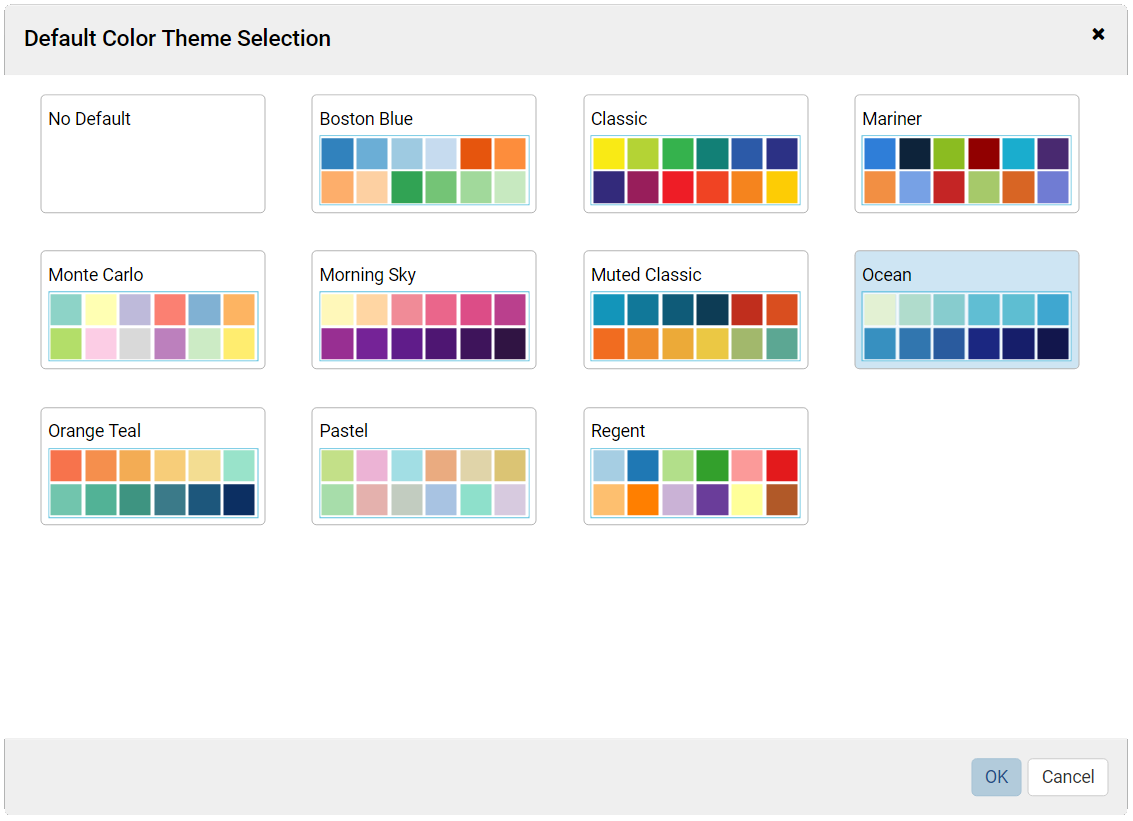 Default Color Theme Selection
No Default
Boston Blue
Classic
Mariner
Monte Carlo
Morning Sky
Muted Classic
Ocean
Orange Teal
Pastel
Regent
OK
Cancel